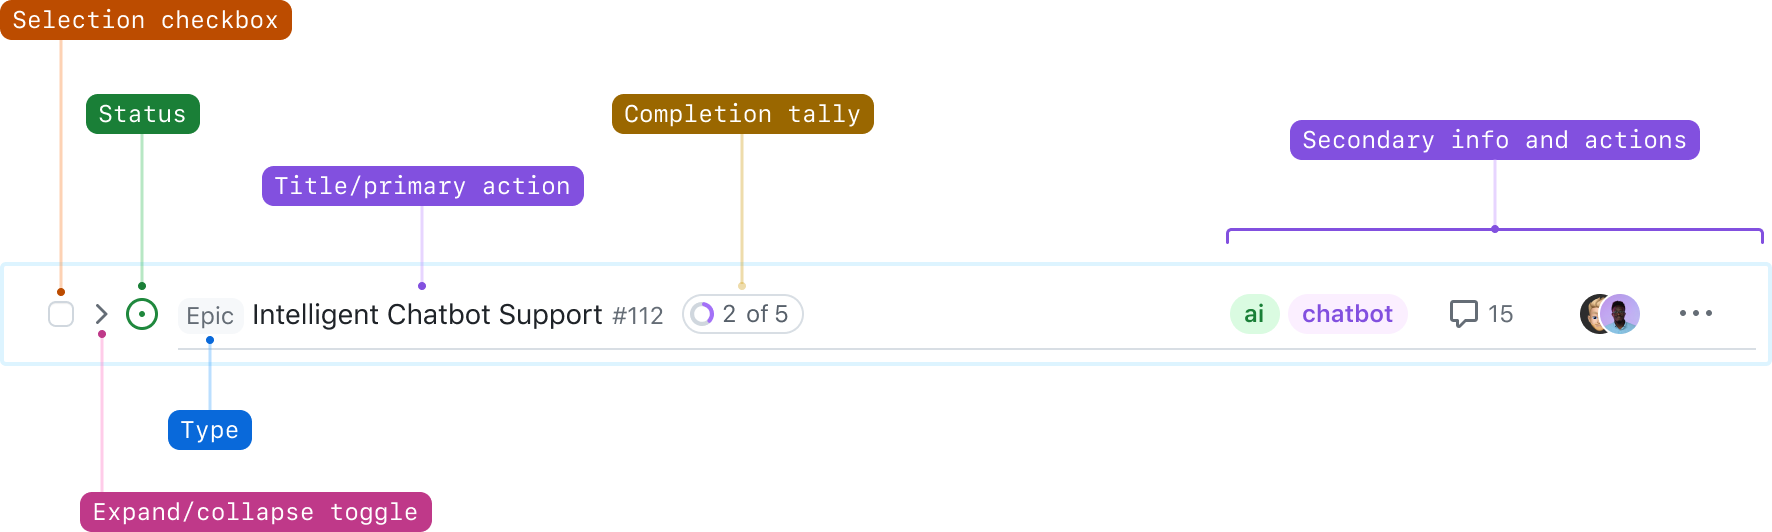 Selection checkbox
Status
Completion tally
Secondary info and actions
Title/primary action
Epic Intelligent Chatbot Support #112 2 of 5 ai chatbot 15
Type
Expand/collapse toggle